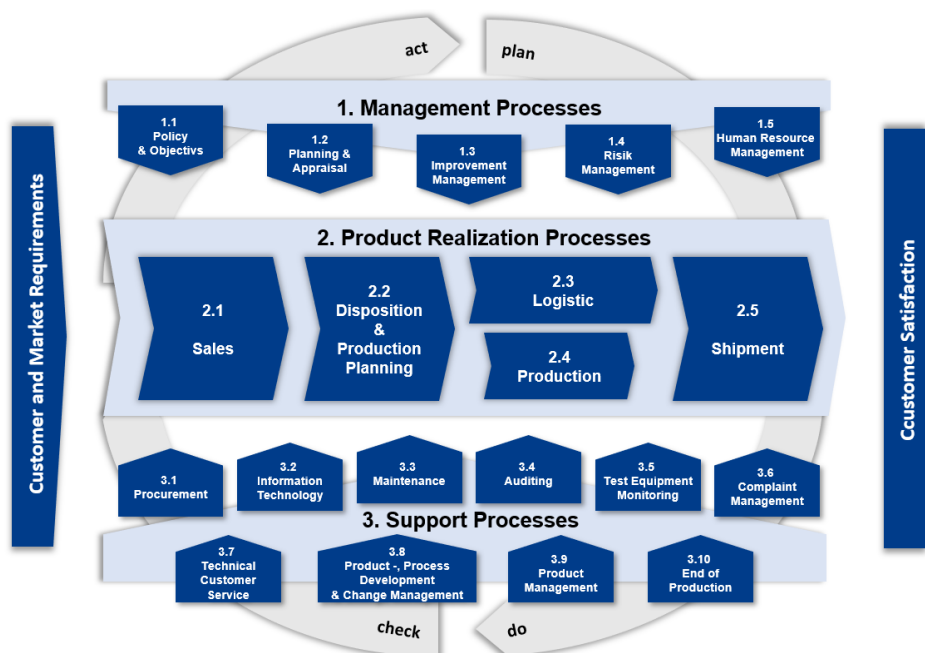 act
plan
1. Management Processes
1.1
Policy
& Objectivs
1.2
Planning &
Appraisal
1.3
Improvement
Management
1.4
Risik
Management
1.5
Human Resource
Management
Customer and Market Requirements
2. Product Realization Processes
2.1
Sales
2.2
Disposition
&
Production
Planning
2.3
Logistic
2.4
Production
2.5
Shipment
Ccustomer Satisfaction
3.1
Procurement
3.2
Information
Technology
3.3
Maintenance
3.4
Auditing
3.5
Test Equipment
Monitoring
3.6
Complaint
Management
3. Support Processes
3.7
Technical
Customer
Service
3.8
Product -, Process
Development
& Change Management
3.9
Product
Management
3.10
End of
Production
check
do